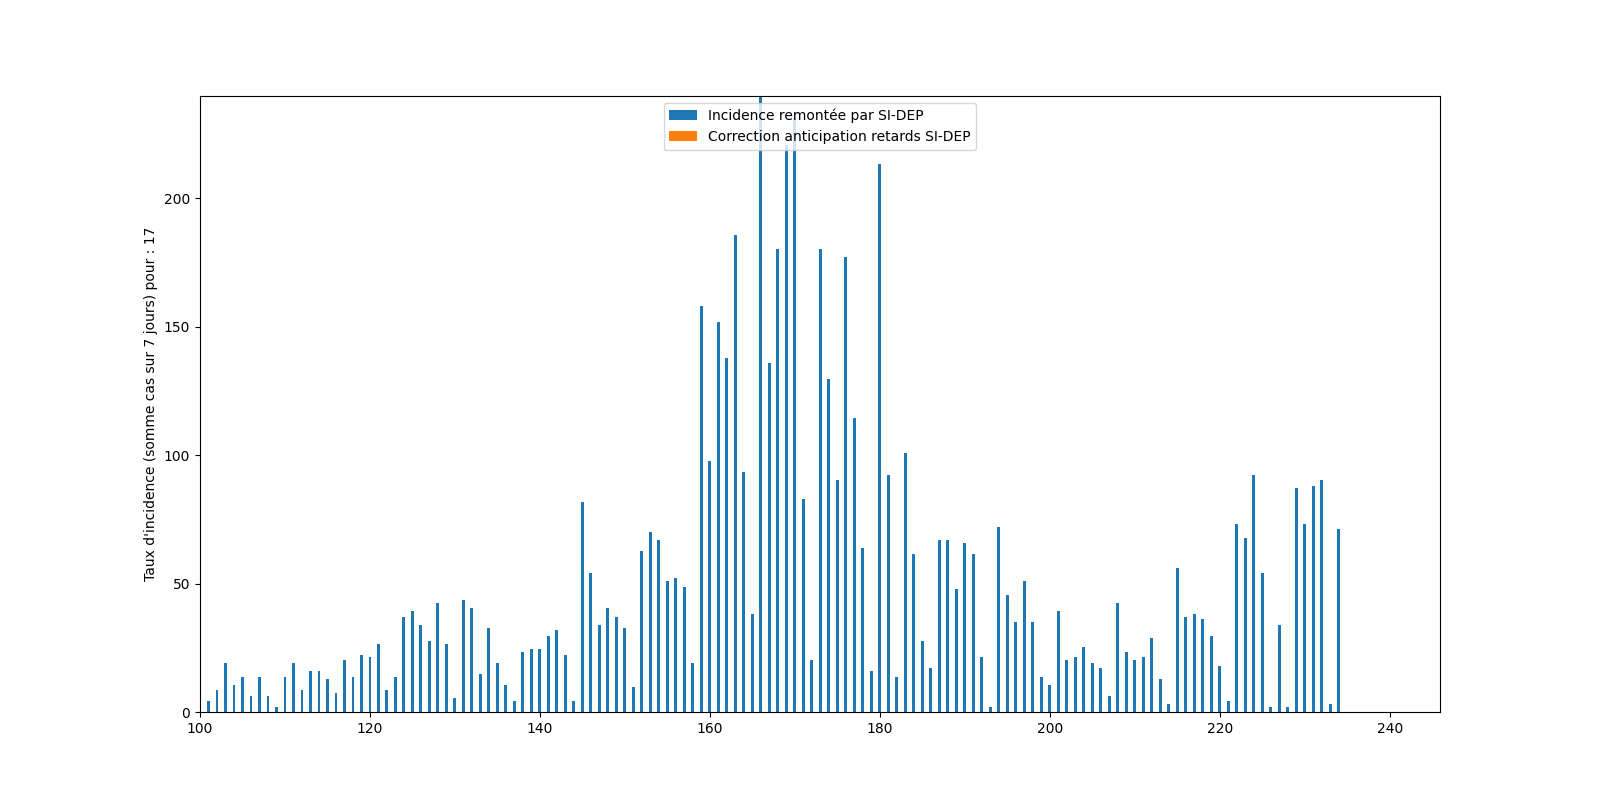 Incidence remontée par SI-DEP
Correction anticipation retards SI-DEP
Taux d'incidence (somme cas sur 7 jours) pour : 17
200
150
100
50
0
100 120 140 160 180 200 220 240